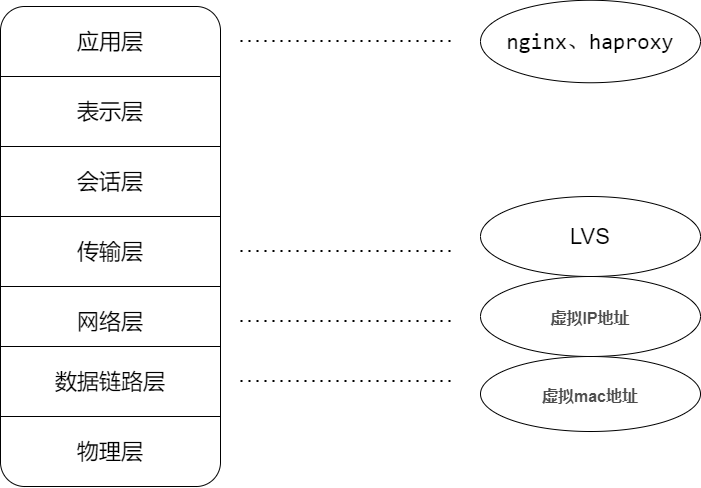 应用层
nginx、haproxy
表示层
会话层
传输层
LVS
网络层
虚拟IP地址
数据链路层
虚拟mac地址
物理层